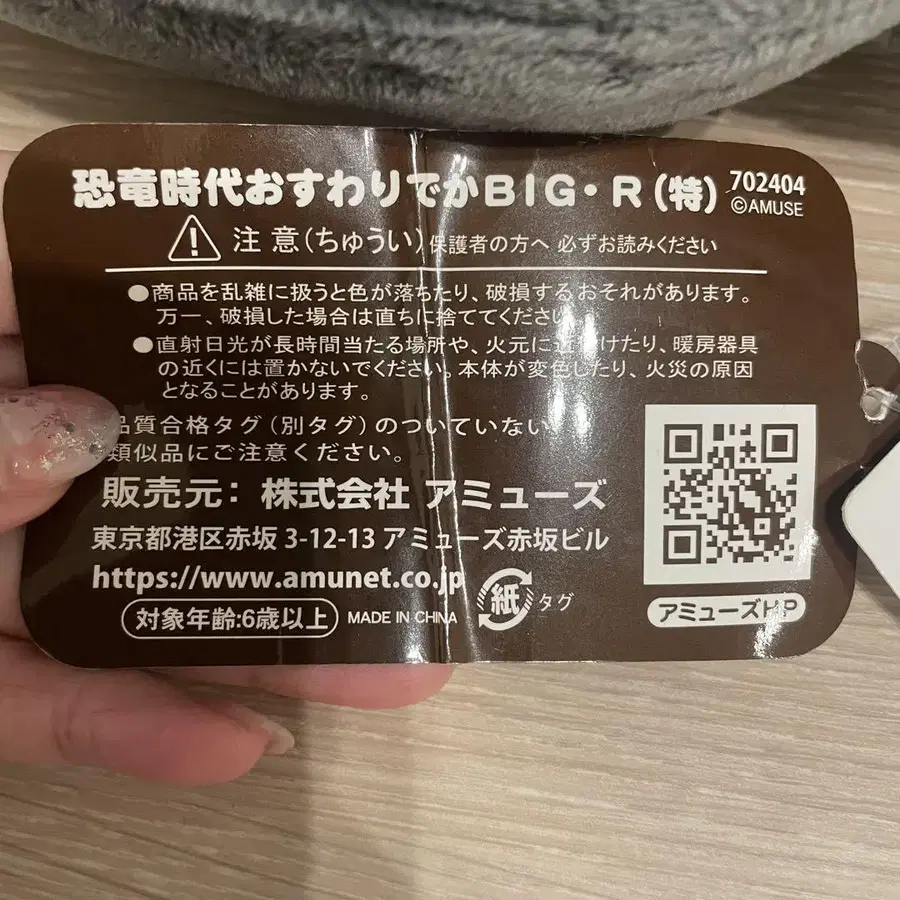 恐竜時代おすわりでかBIG・R(特) 702404
©AMUSE
注意(ちゅうい) 保護者の方へ 必ずお読みください
●商品を乱雑に扱うと色が落ちたり、破損するおそれがあります。
万一、破損した場合は直ちに捨ててください。
●直射日光が長時間当たる場所や、火元に近付けたり、暖房器具
の近くには置かないでください。本体が変色したり、火災の原因
となることがあります。
品質合格タグ(別タグ)のついていない
類似品にご注意ください。
販売元: 株式会社 アミューズ
東京都港区赤坂 3-12-13 アミューズ赤坂ビル
https://www.amunet.co.jp
対象年齢:6歳以上 MADE IN CHINA 紙 タグ
アミューズHP